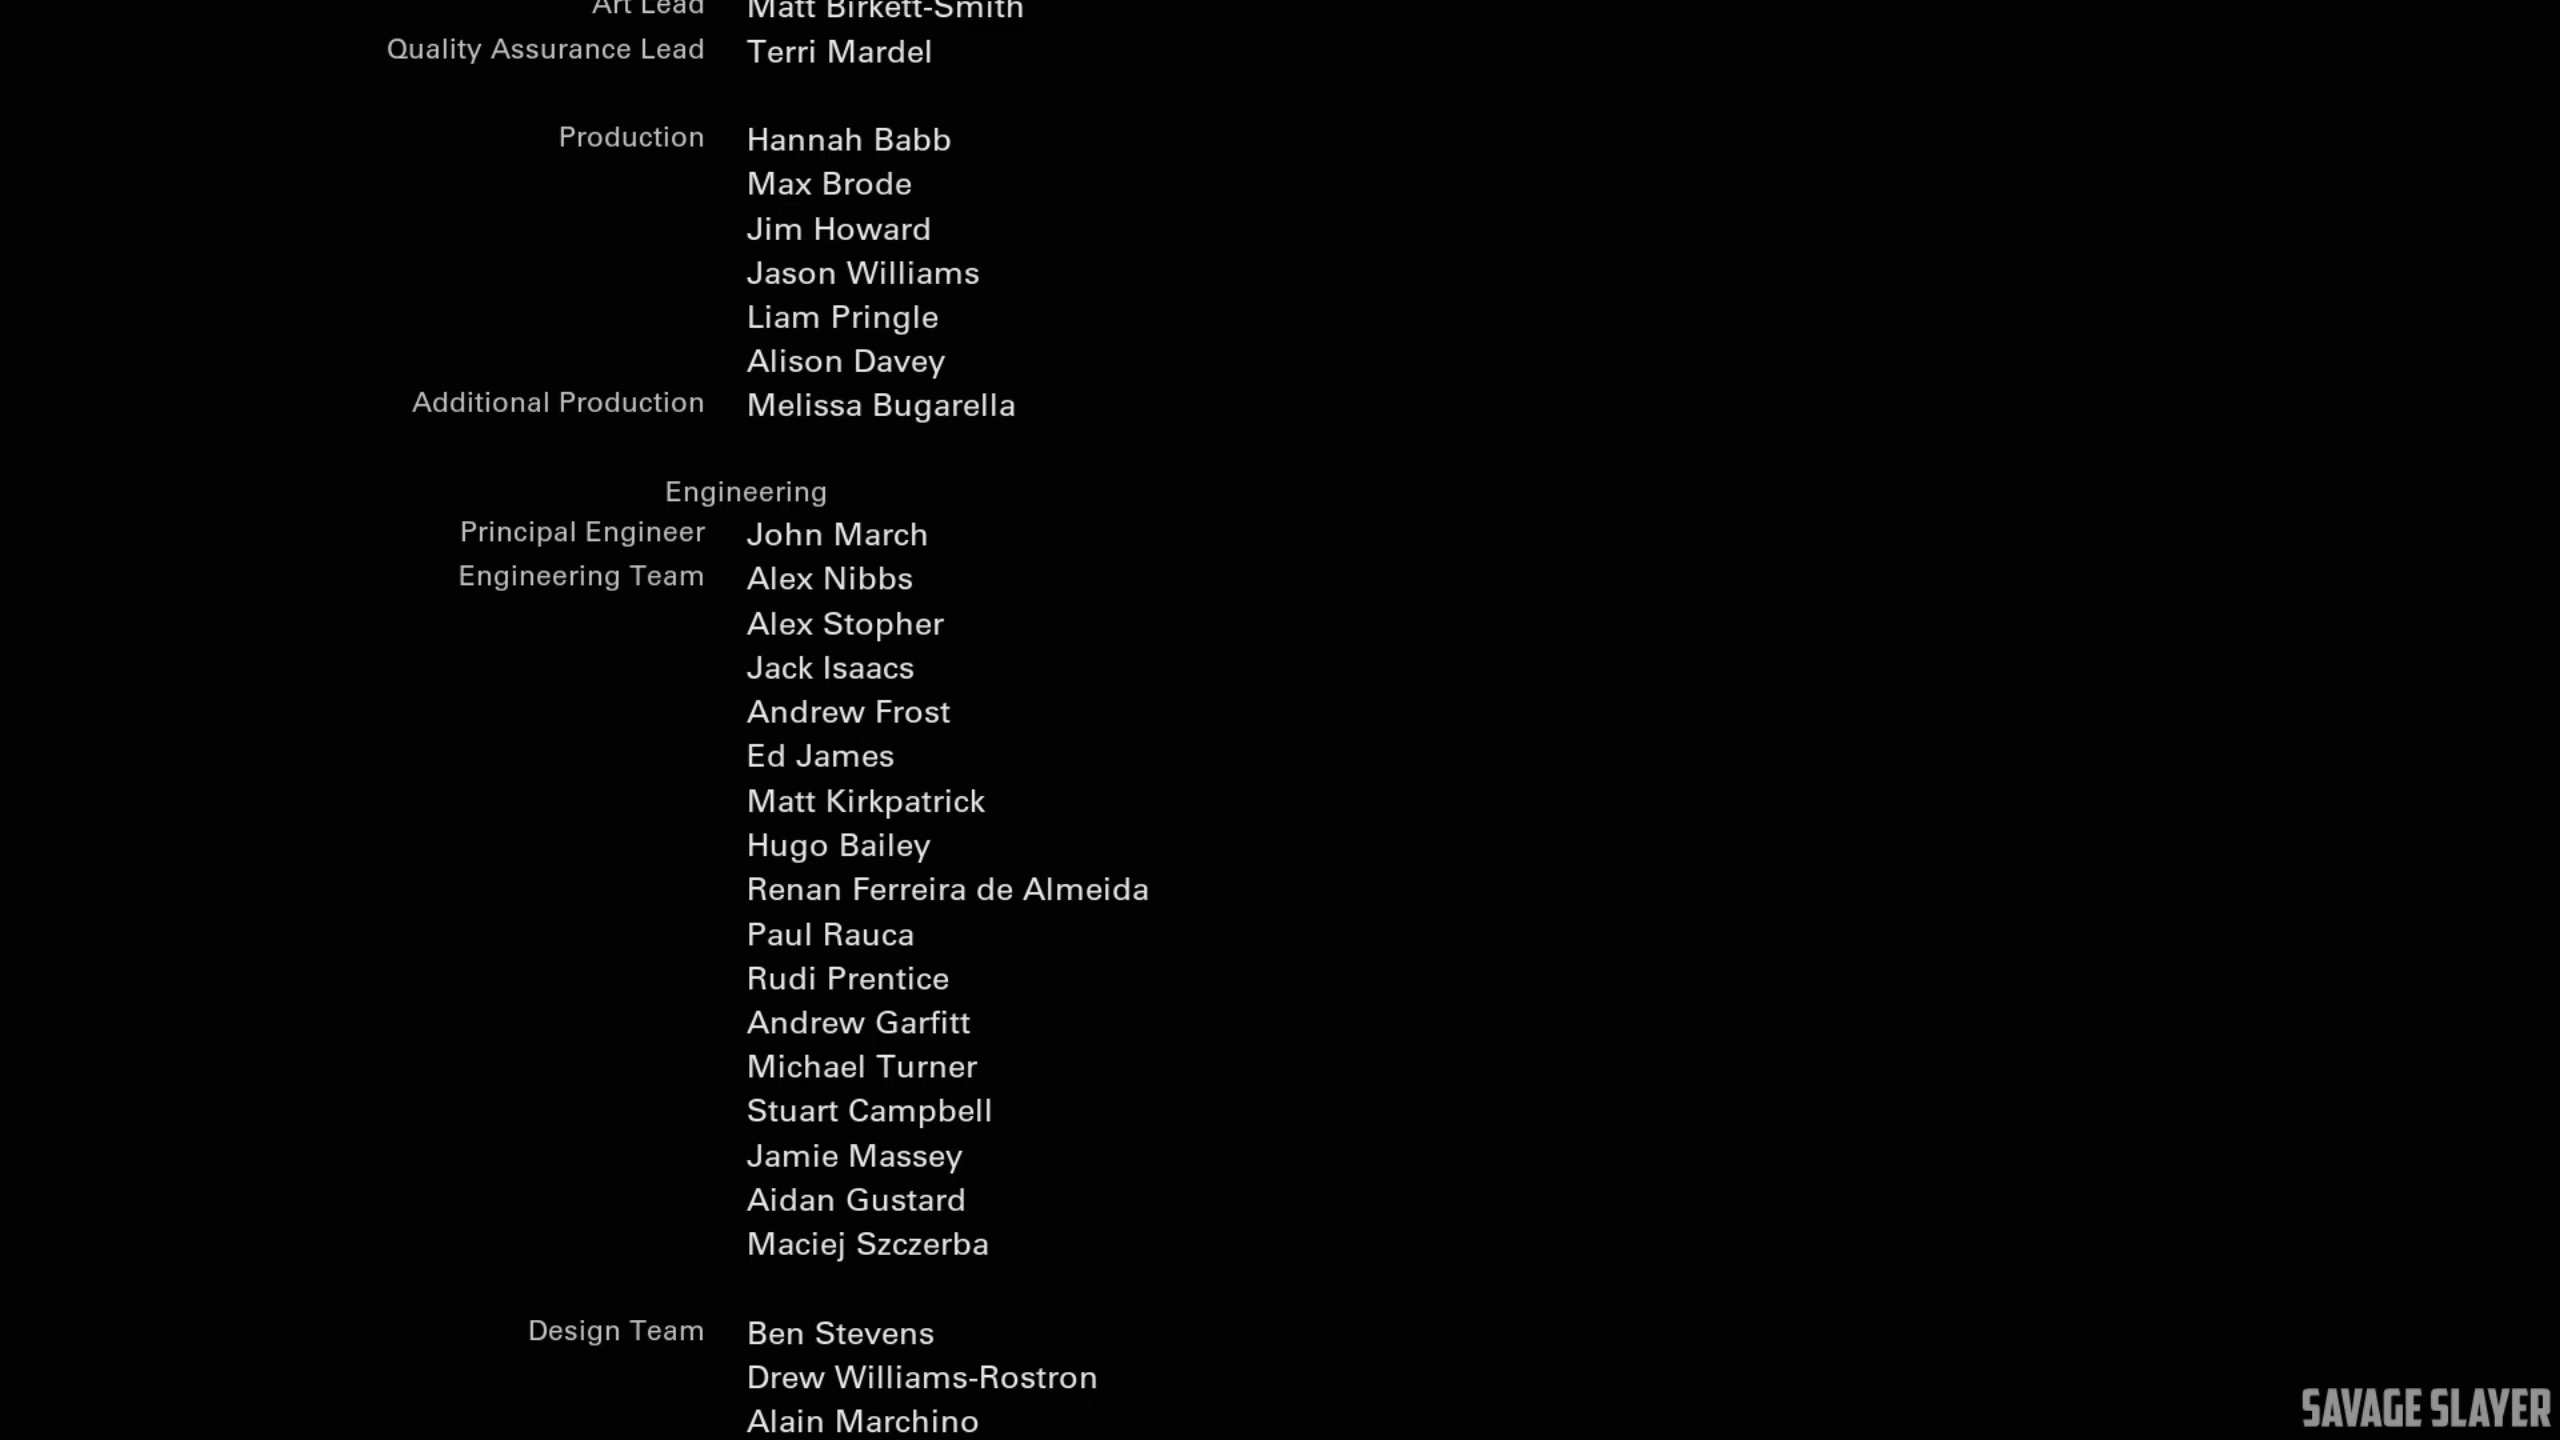 Art Lead Matt Birkett-Smith
Quality Assurance Lead Terri Mardel
Production Hannah Babb
Max Brode
Jim Howard
Jason Williams
Liam Pringle
Alison Davey
Additional Production Melissa Bugarella
Engineering
Principal Engineer John March
Engineering Team Alex Nibbs
Alex Stopher
Jack Isaacs
Andrew Frost
Ed James
Matt Kirkpatrick
Hugo Bailey
Renan Ferreira de Almeida
Paul Rauca
Rudi Prentice
Andrew Garfitt
Michael Turner
Stuart Campbell
Jamie Massey
Aidan Gustard
Maciej Szczerba
Design Team Ben Stevens
Drew Williams-Rostron
Alain Marchino
SAVAGE SLAYER